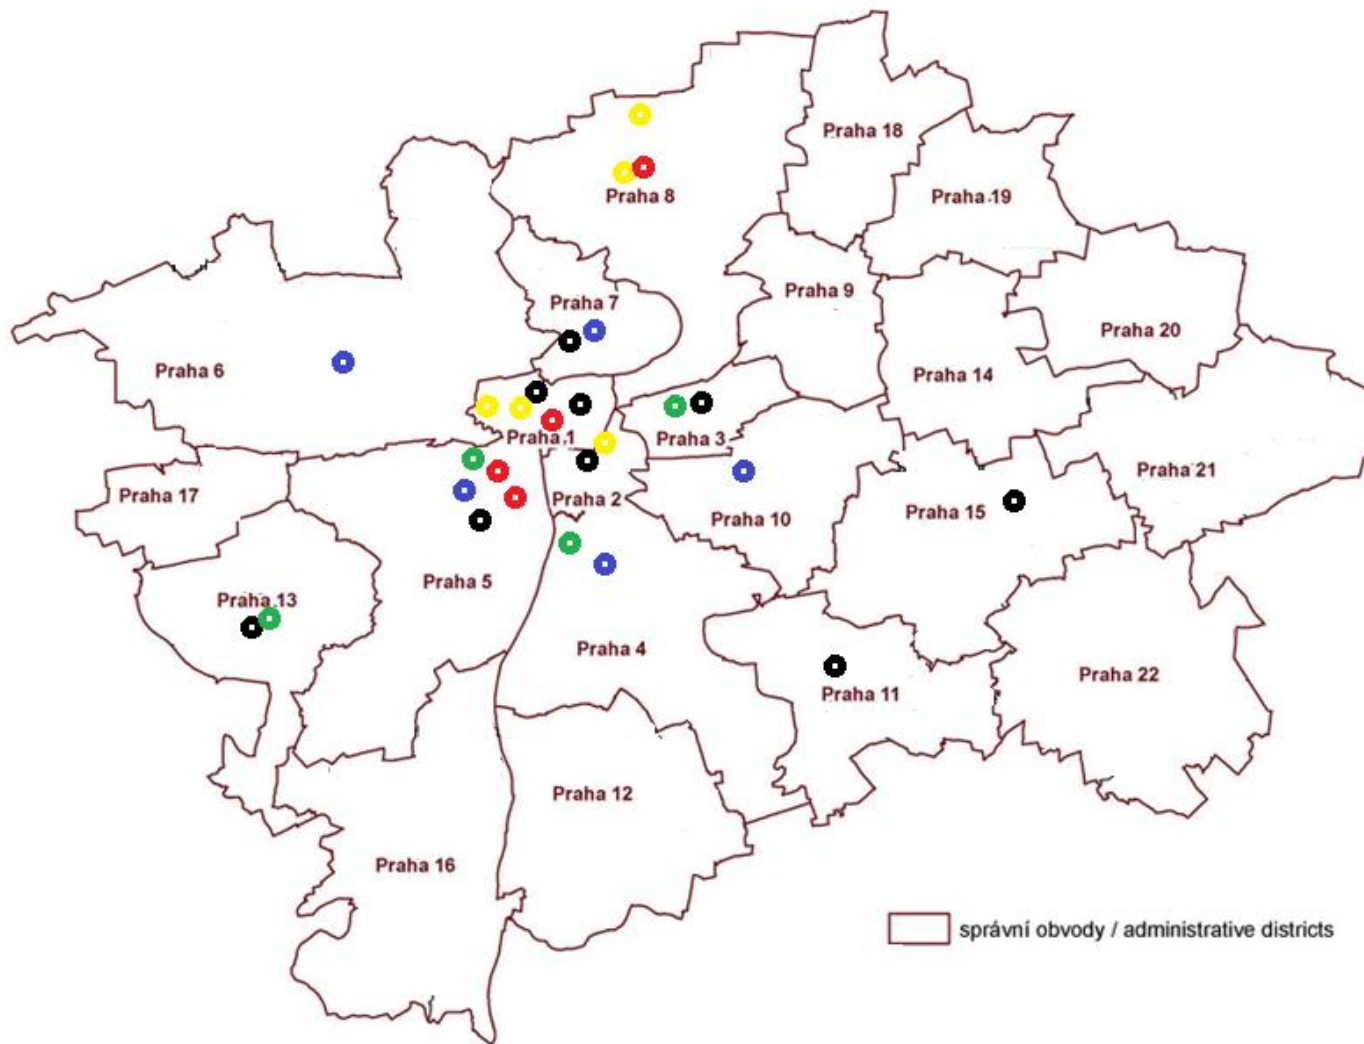 Praha 18
Praha 8
Praha 19
Praha 7
Praha 9
Praha 20
Praha 6
Praha 14
Praha 1
Praha 3
Praha 21
Praha 17
Praha 2
Praha 10
Praha 15
Praha 5
Praha 13
Praha 4
Praha 22
Praha 11
Praha 12
Praha 16
správní obvody / administrative districts